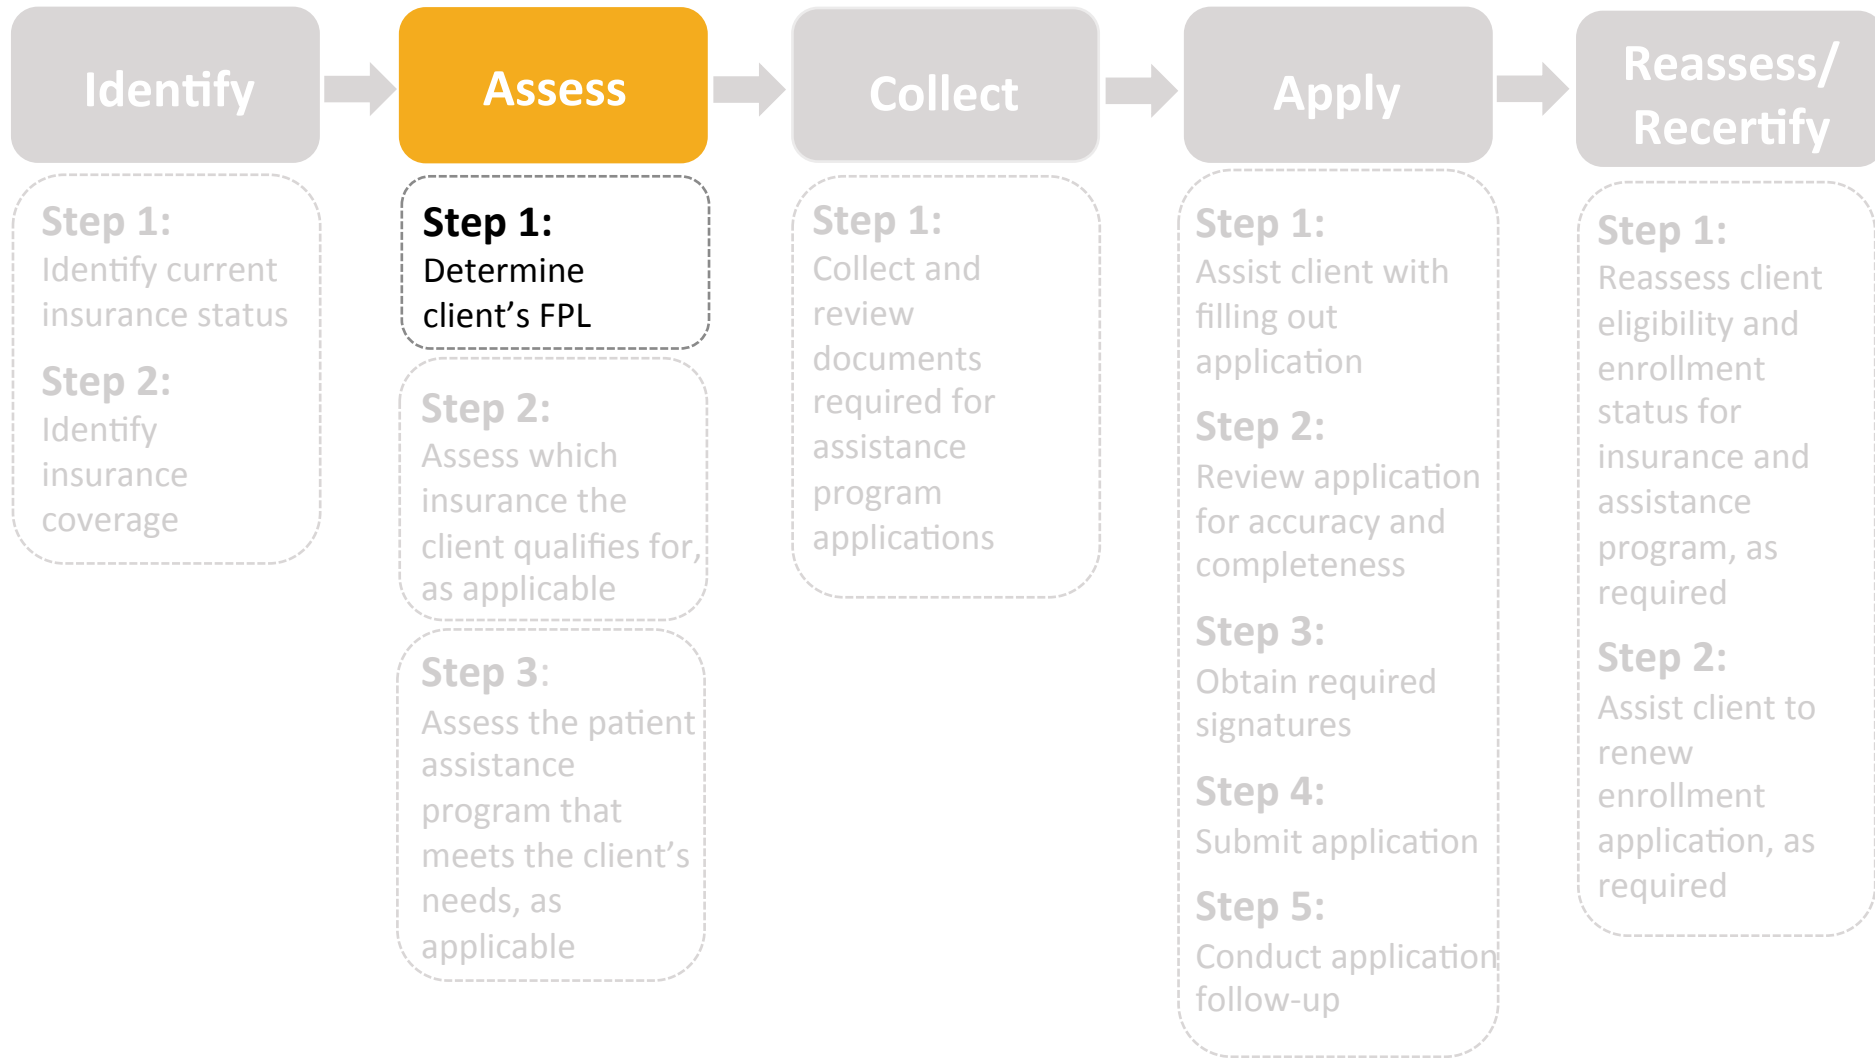 Identify
Step 1:
Identify current
insurance status
Step 2:
Identify
insurance
coverage
Assess
Step 1:
Determine
client’s FPL
Step 2:
Assess which
insurance the
client qualifies for,
as applicable
Step 3:
Assess the patient
assistance
program that
meets the client’s
needs, as
applicable
Collect
Step 1:
Collect and
review
documents
required for
assistance
program
applications
Apply
Step 1:
Assist client with
filling out
application
Step 2:
Review application
for accuracy and
completeness
Step 3:
Obtain required
signatures
Step 4:
Submit application
Step 5:
Conduct application
follow-up
Reassess/
Recertify
Step 1:
Reassess client
eligibility and
enrollment
status for
insurance and
assistance
program, as
required
Step 2:
Assist client to
renew
enrollment
application, as
required